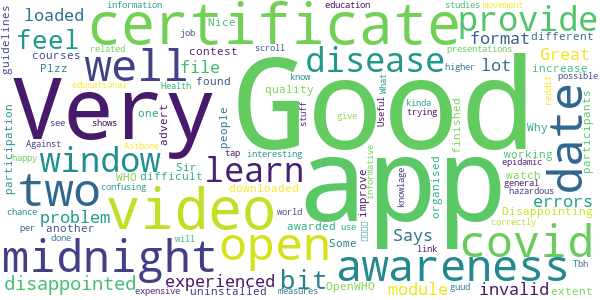 information
education
studies
movement
guidelines
loaded
feel
Nice
job
certificate
provide
contest
format
different
courses
related
scroll
presentations
Great
Plzz
well
file
disease
lot
increase
possible
educational
Health
found
know
higher
reddit
Very
Good
app
participation
see
shows
one
people
advert
quality
stuff
kinda
trying
Useful
What
give
finished
Why
participants
date
Against
Asibone
tap
interesting
window
learn
WHO
Sir
working
epidamic
two
video
happy
confusing
difficult
downloaded
improve
knowlage
informative
organised
watch
general
hazardous
problem
errors
chance
another
world
awarded
use
Says
Disappointing
correctly
midnight
open
covid
per
done
will
Some
link
awareness
disappointed
experienced
bit
OpenWHO
module
invalid
Tbh
expensive
uninstalled
measures
guud
extent